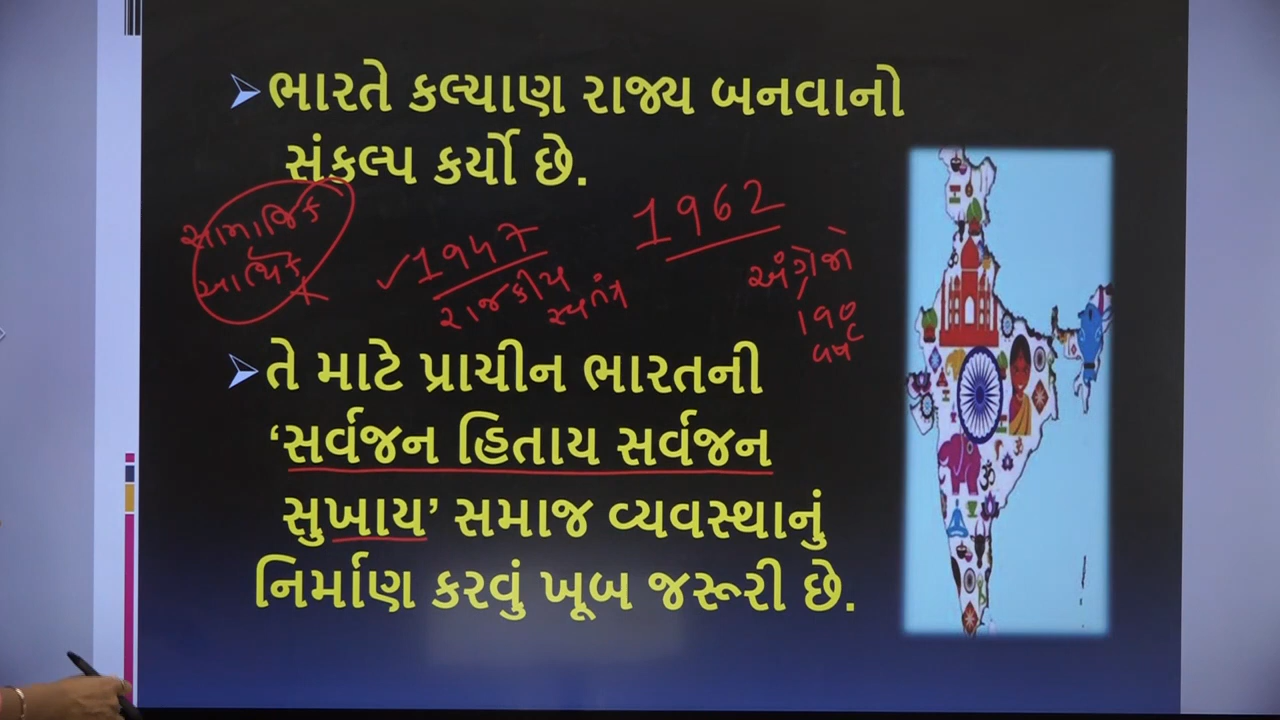 ભારતે કલ્યાણ રાજ્ય બનવાનો
સંકલ્પ કર્યો છે.
સામાજિક
આર્થિક
1947
રાજકીય
સ્વતંત્ર
1962
અંગ્રેજો
190
વર્ષ
તે માટે પ્રાચીન ભારતની
‘સર્વજન હિતાય સર્વજન
સુખાય’ સમાજ વ્યવસ્થાનું
નિર્માણ કરવું ખૂબ જરૂરી છે.